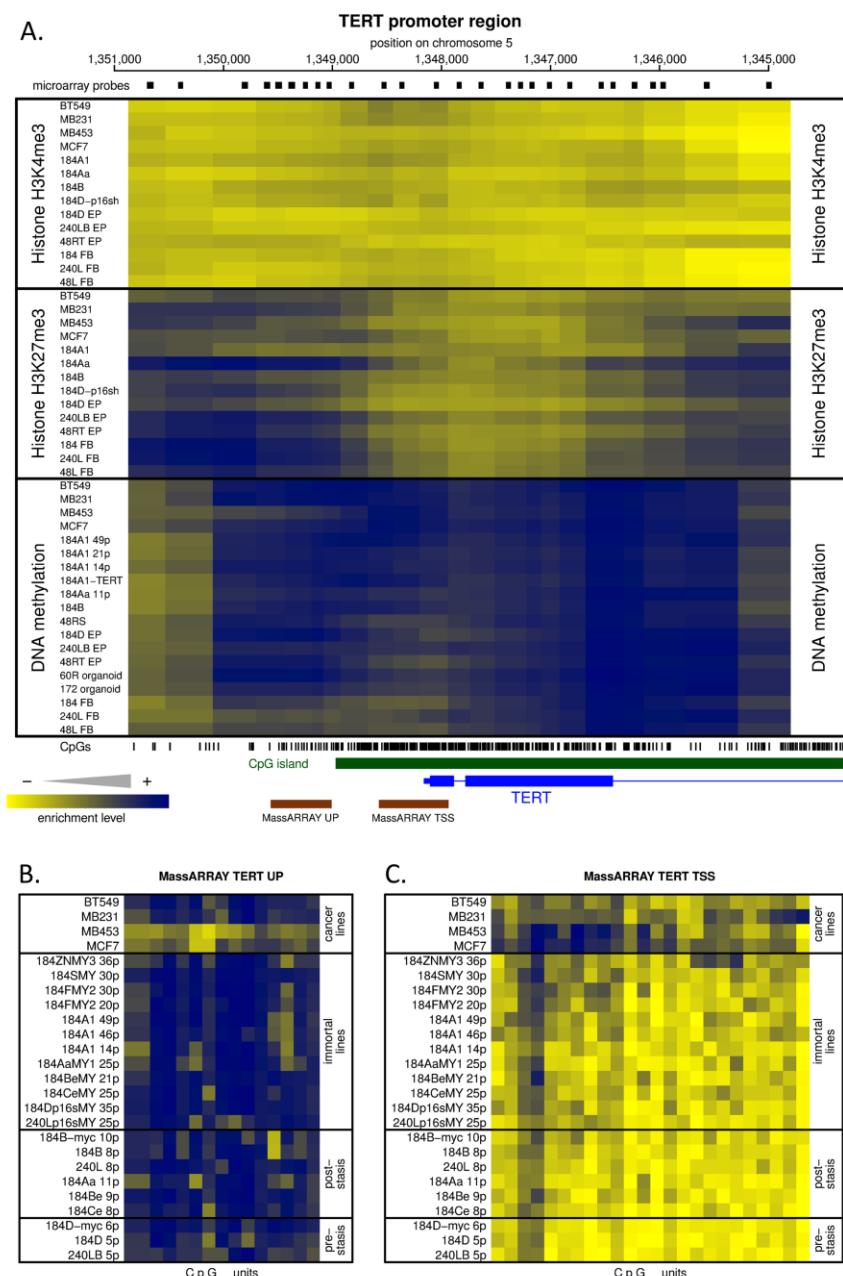 A.
TERT promoter region
position on chromosome 5
1,351,000 1,350,000 1,349,000 1,348,000 1,347,000 1,346,000 1,345,000
microarray probes
Histone H3K4me3
BT549
MB231
MB453
MCF7
184A1
184Aa
184B
184D-p16sh
184D EP
240LB EP
48RT EP
184 FB
240L FB
48L FB
Histone H3K4me3
Histone H3K27me3
BT549
MB231
MB453
MCF7
184A1
184Aa
184B
184D-p16sh
184D EP
240LB EP
48RT EP
184 FB
240L FB
48L FB
Histone H3K27me3
DNA methylation
BT549
MB231
MB453
MCF7
184A1 49p
184A1 21p
184A1 14p
184A1-TERT
184Aa 11p
184B
48RS
184D EP
240LB EP
48RT EP
60R organoid
172 organoid
184 FB
240L FB
48L FB
DNA methylation
CpGs
CpG island
- +
enrichment level
TERT
MassARRAY UP MassARRAY TSS
B.
MassARRAY TERT UP
BT549
MB231
MB453
MCF7
cancer
lines
184ZNMY3 36p
184SMY 30p
184FMY2 30p
184FMY2 20p
184A1 49p
184A1 46p
184A1 14p
184AaMY1 25p
184BeMY 21p
184CeMY 25p
184Dp16sMY 35p
240Lp16sMY 25p
immortal
lines
184B-myc 10p
184B 8p
240L 8p
184Aa 11p
184Be 9p
184Ce 8p
post-
stasis
184D-myc 6p
184D 5p
240LB 5p
pre-
stasis
CpG units
C.
MassARRAY TERT TSS
BT549
MB231
MB453
MCF7
cancer
lines
184ZNMY3 36p
184SMY 30p
184FMY2 30p
184FMY2 20p
184A1 49p
184A1 46p
184A1 14p
184AaMY1 25p
184BeMY 21p
184CeMY 25p
184Dp16sMY 35p
240Lp16sMY 25p
immortal
lines
184B-myc 10p
184B 8p
240L 8p
184Aa 11p
184Be 9p
184Ce 8p
post-
stasis
184D-myc 6p
184D 5p
240LB 5p
pre-
stasis
CpG units